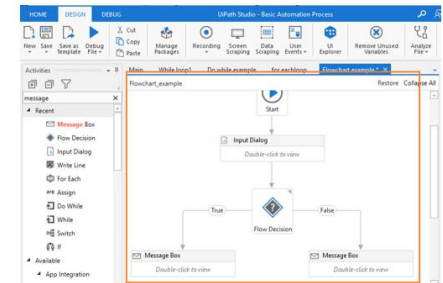 HOME DESIGN DEBUG UiPath Studio - Basic Automation Process
New Save Save as Template Debug File Cut Copy Paste Manage Packages Recording Screen Scraping Data Scraping User Events UI Explorer Remove Unused Variables Analyze File
Activities
Main While loop1 Do while example for eachloop Flowchart_example * X
Flowchart_example Restore Collapse All
message X
Recent
Message Box
Flow Decision
Input Dialog
Write Line
For Each
A*B Assign
Do While
While
Switch
If
Available
App Integration
Start
Input Dialog
Double-click to view
True
False
Flow Decision
Message Box
Double-click to view
Message Box
Double-click to view